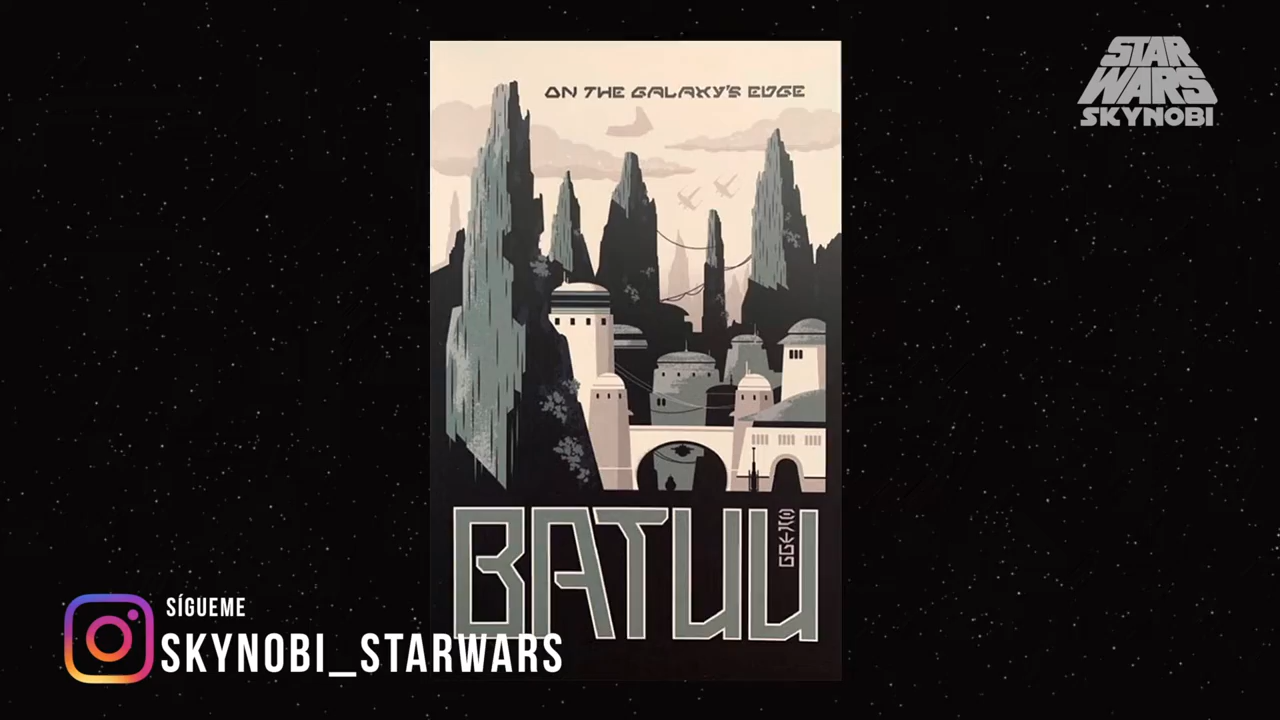 ON THE GALAXY'S EDGE
STAR
WARS
SKYNOBI
BATUU
SÍGUEME
SKYNOBI_STARWARS